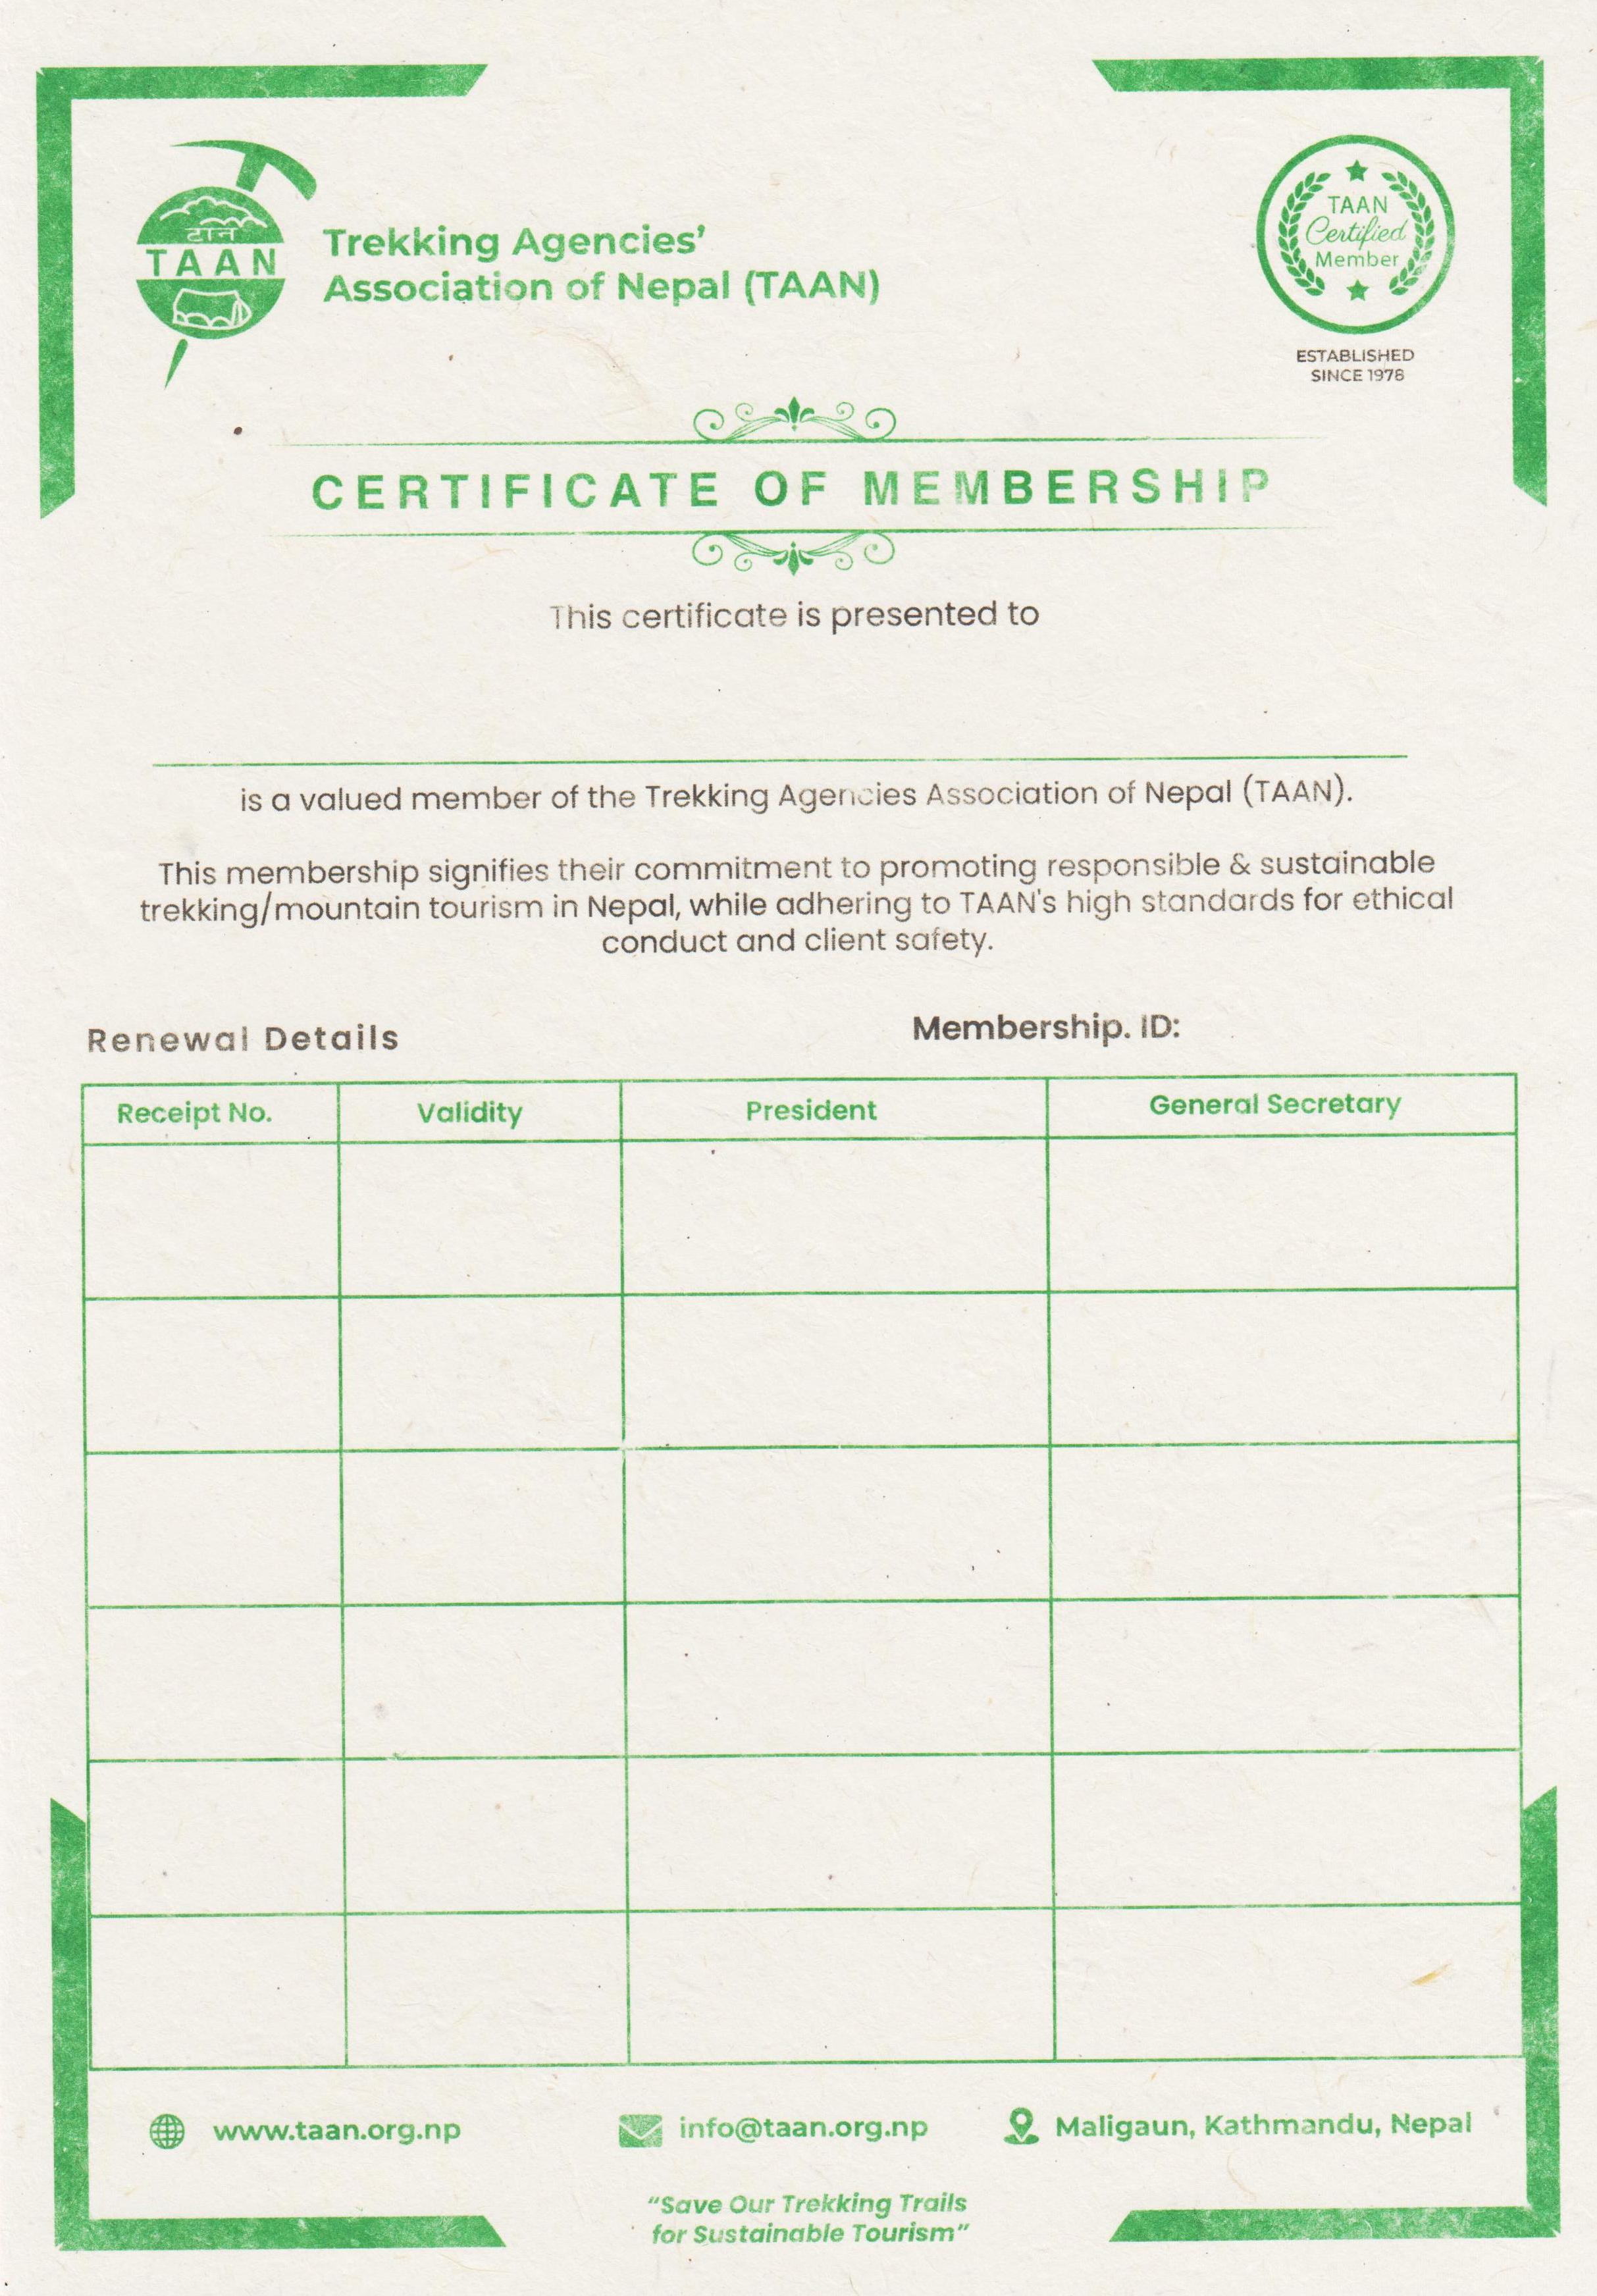 टान
TAAN
Trekking Agencies’
Association of Nepal (TAAN)
TAAN
Certified
Member
ESTABLISHED
SINCE 1978
CERTIFICATE OF MEMBERSHIP
This certificate is presented to
is a valued member of the Trekking Agencies Association of Nepal (TAAN).
This membership signifies their commitment to promoting responsible & sustainable
trekking/mountain tourism in Nepal, while adhering to TAAN's high standards for ethical
conduct and client safety.
Renewal Details
Membership. ID:
Receipt No.
Validity
President
General Secretary
www.taan.org.np
info@taan.org.np
Maligaun, Kathmandu, Nepal
“Save Our Trekking Trails
for Sustainable Tourism”